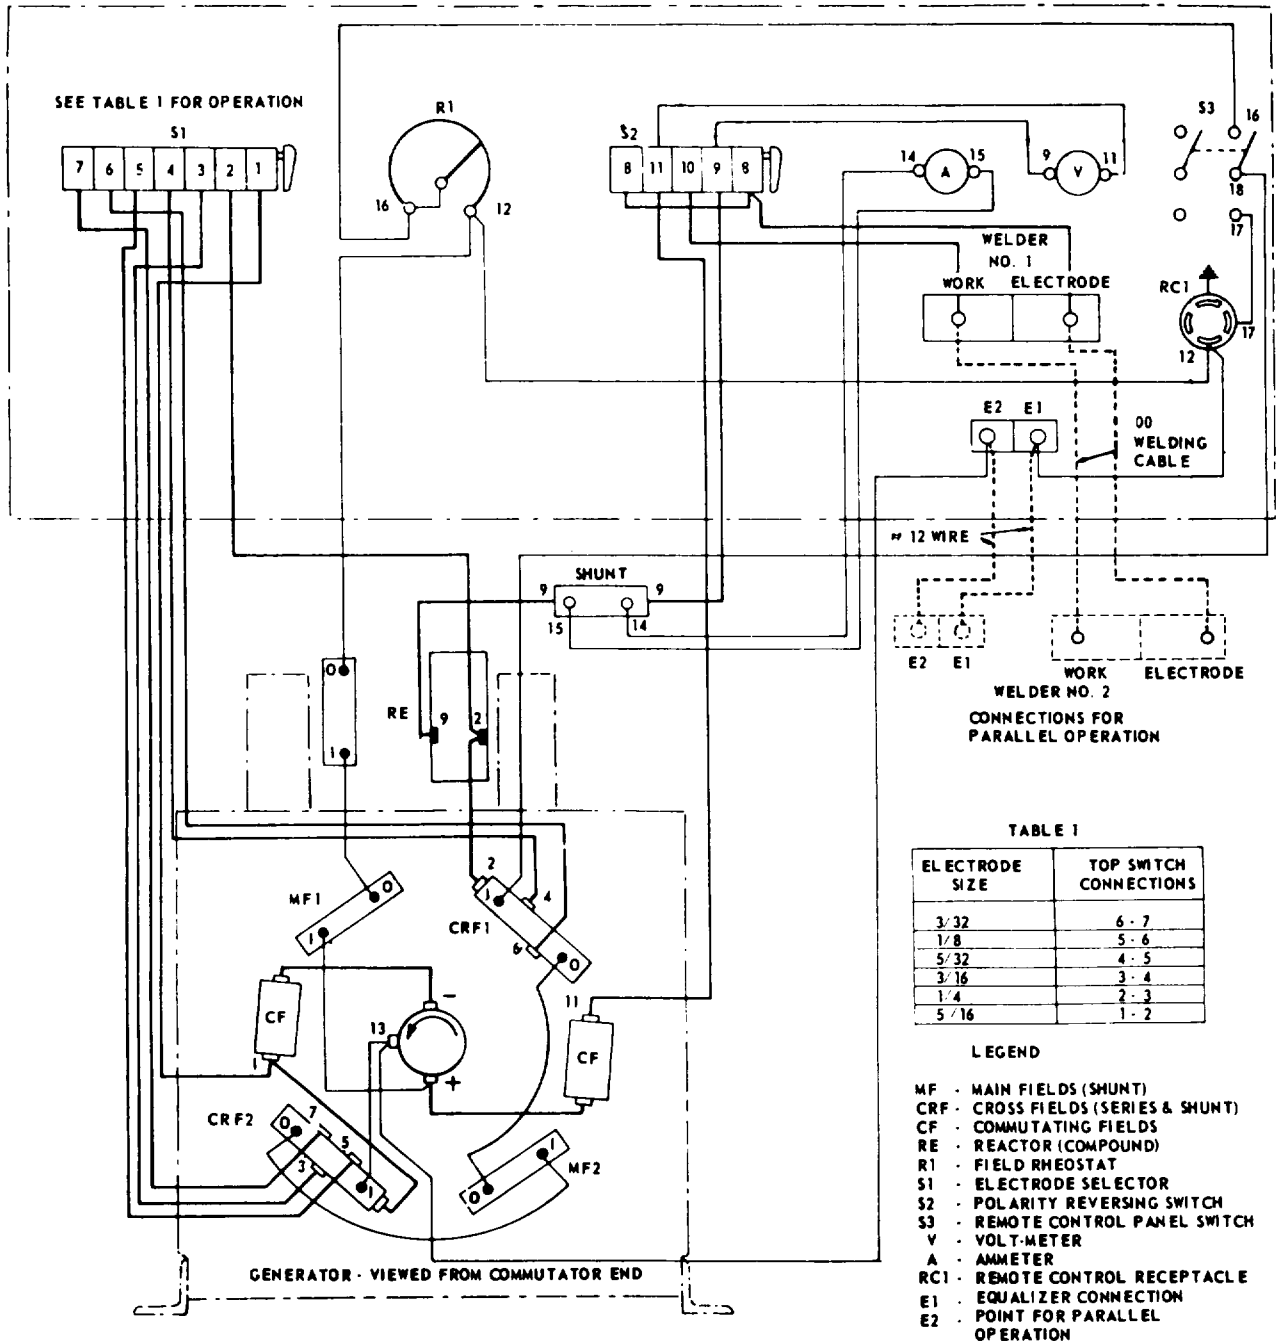 SEE TABLE 1 FOR OPERATION
S1
7 6 5 4 3 2 1
R1
16
12
S2
8 11 10 9 8
14 A 15
9 V 11
S3
16
18
17
WELDER
NO. 1
WORK ELECTRODE
RC1
17
12
E2 E1
00
WELDING
CABLE
# 12 WIRE
SHUNT
9 9
15 14
0
1
RE
9 2
E2 E1
WORK ELECTRODE
WELDER NO. 2
CONNECTIONS FOR
PARALLEL OPERATION
MF1
0
1
2
1
4
CRF1
6
0
CF
1
13
-
+
11
CF
CRF2
0
7
5
3
1
MF2
1
0
GENERATOR - VIEWED FROM COMMUTATOR END
TABLE 1
ELECTRODE SIZE TOP SWITCH CONNECTIONS
3/32 6 - 7
1/8 5 - 6
5/32 4 - 5
3/16 3 - 4
1/4 2 - 3
5/16 1 - 2
LEGEND
MF - MAIN FIELDS (SHUNT)
CRF - CROSS FIELDS (SERIES & SHUNT)
CF - COMMUTATING FIELDS
RE - REACTOR (COMPOUND)
R1 - FIELD RHEOSTAT
S1 - ELECTRODE SELECTOR
S2 - POLARITY REVERSING SWITCH
S3 - REMOTE CONTROL PANEL SWITCH
V - VOLT-METER
A - AMMETER
RC1 - REMOTE CONTROL RECEPTACLE
E1 - EQUALIZER CONNECTION
E2 - POINT FOR PARALLEL
OPERATION